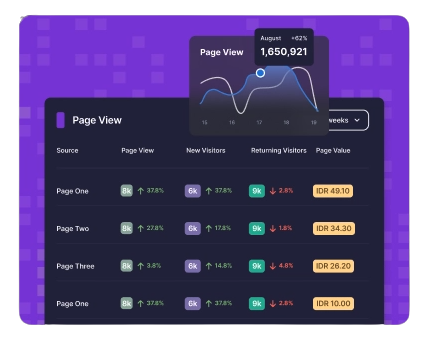 August +62%
1,650,921
Page View
15 16 17 18 19
Page View
weeks
Source Page View New Visitors Returning Visitors Page Value
Page One 8k 37.8% 6k 37.8% 9k 2.8% IDR 49.10
Page Two 8k 27.8% 6k 17.8% 9k 1.8% IDR 34.30
Page Three 8k 3.8% 6k 14.8% 9k 4.8% IDR 26.20
Page One 8k 37.8% 6k 37.8% 9k 2.8% IDR 10.00